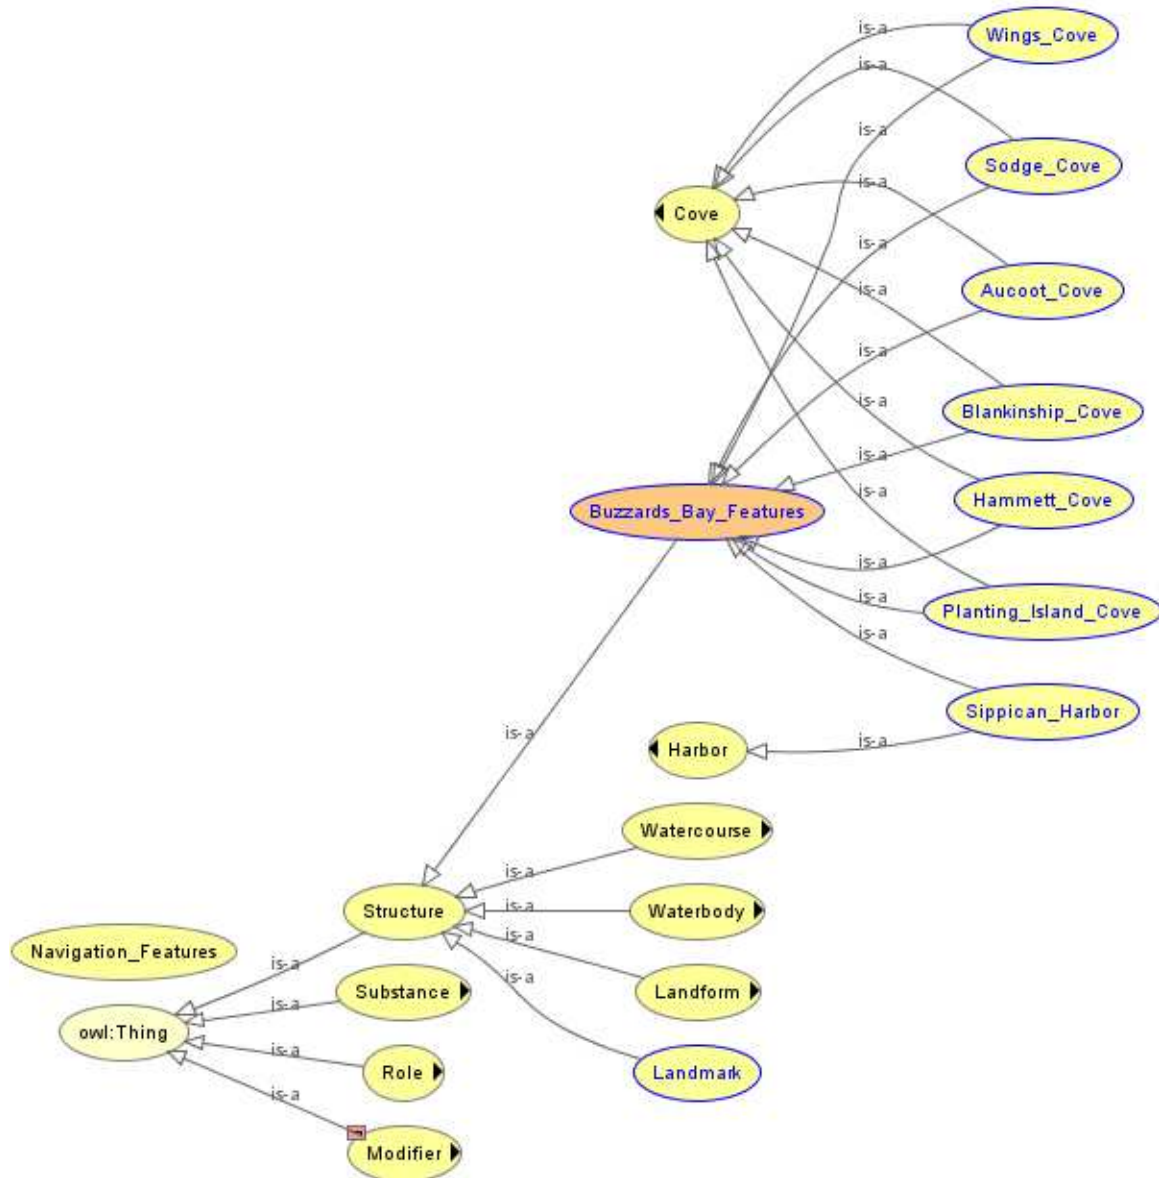 is-a
Wings_Cove
is-a
is-a
Sodge_Cove
is-a
Cove
is-a
Aucoot_Cove
is-a
is-a
is-a
Blankinship_Cove
is-a
is-a
Hammett_Cove
Buzzards_Bay_Features
is-a
is-a
Planting_Island_Cove
is-a
Sippican_Harbor
is-a
is-a
Harbor
Watercourse
is-a
Structure
is-a
Waterbody
is-a
Navigation_Features
is-a
is-a
Substance
Landform
is-a
owl:Thing
is-a
Role
Landmark
is-a
Modifier